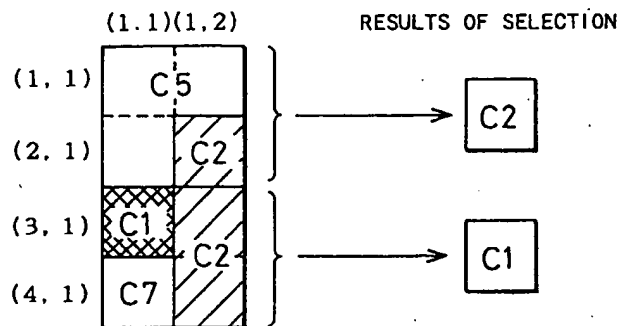 (1.1)(1,2) RESULTS OF SELECTION
(1, 1) C5
C2
(2, 1) C2
(3, 1) C1
C2 C1
(4, 1) C7